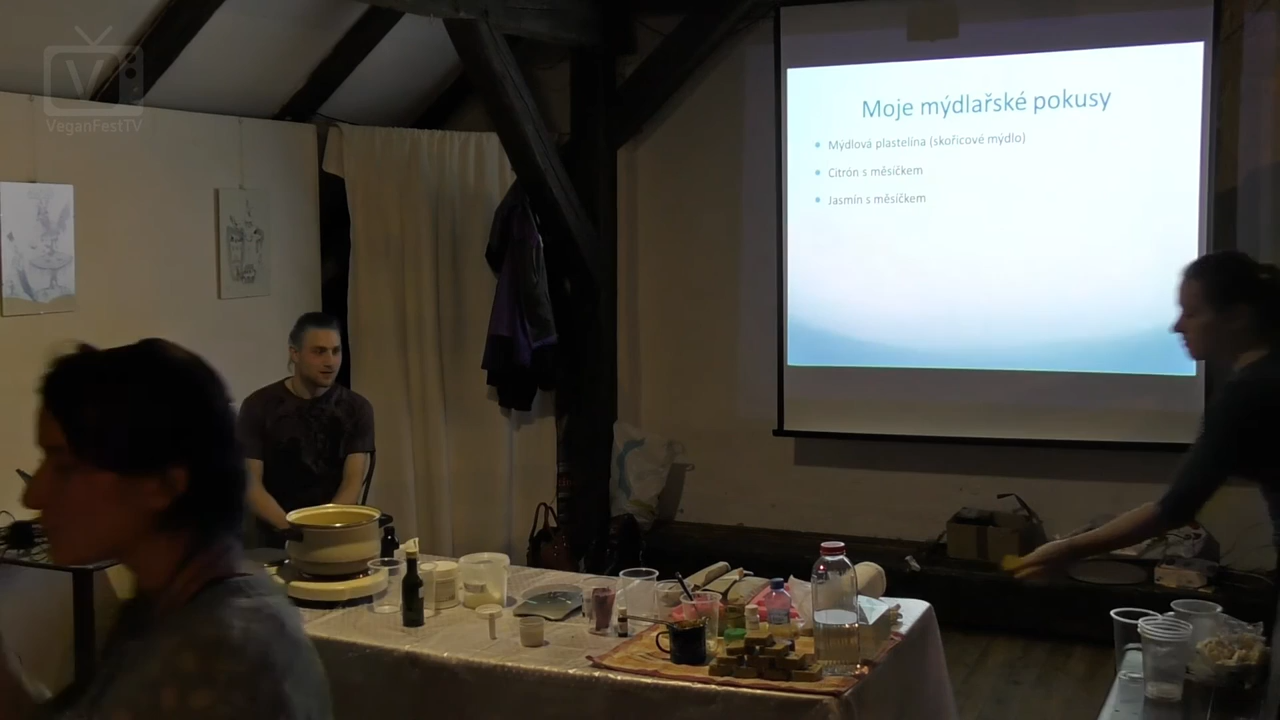 V
VeganFestTV
Moje mýdlařské pokusy
Mýdlová plastelína (skořicové mýdlo)
Citrón s měsíčkem
Jasmín s měsíčkem